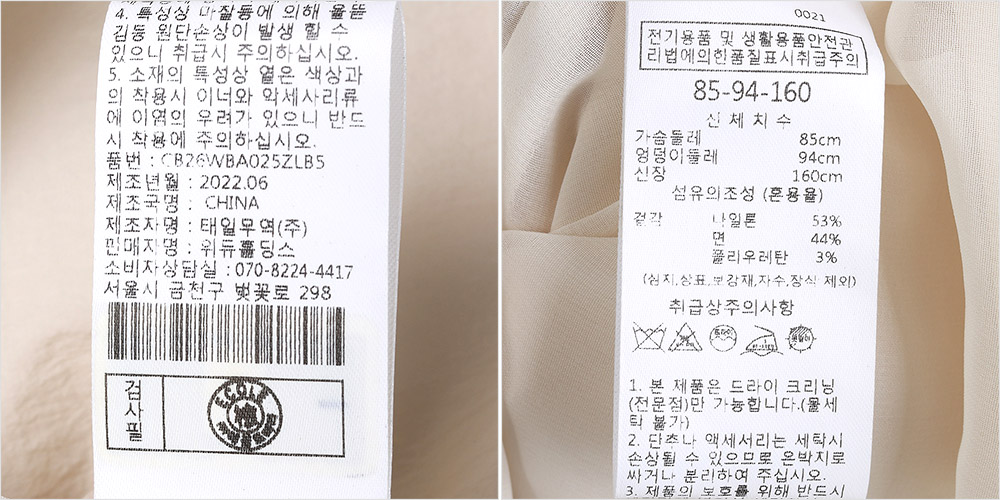 4. 특성상 마찰등에 의해 올뜯
김등 원단손상이 발생 할 수
있으니 취급시 주의하십시오.
5. 소재의 특성상 옅은 색상과
의 착용시 이너와 악세사리류
에 이염의 우려가 있으니 반드
시 착용에 주의하십시오.
품번 : CB26WBA025ZLB5
제조년월 : 2022.06
제조국명 : CHINA
제조자명 : 태일무역(주)
판매자명 : 위듀홀딩스
소비자상담실 : 070-8224-4417
서울시 금천구 벚꽃로 298
검사필
ECOLE
0021
전기용품 및 생활용품안전관
리법에의한품질표시취급주의
85-94-160
신체치수
가슴둘레 85cm
엉덩이둘레 94cm
신장 160cm
섬유의조성 (혼용율)
겉감 나일론 53%
면 44%
폴리우레탄 3%
(심지,상표,보강재,자수,장식 제외)
취급상주의사항
드라이
1. 본 제품은 드라이 크리닝
(전문점)만 가능합니다.(물세
탁 불가)
2. 단추나 액세서리는 세탁시
손상될 수 있으므로 은박지로
싸거나 분리하여 주십시오.
3. 제품의 보호를 위해 반드시